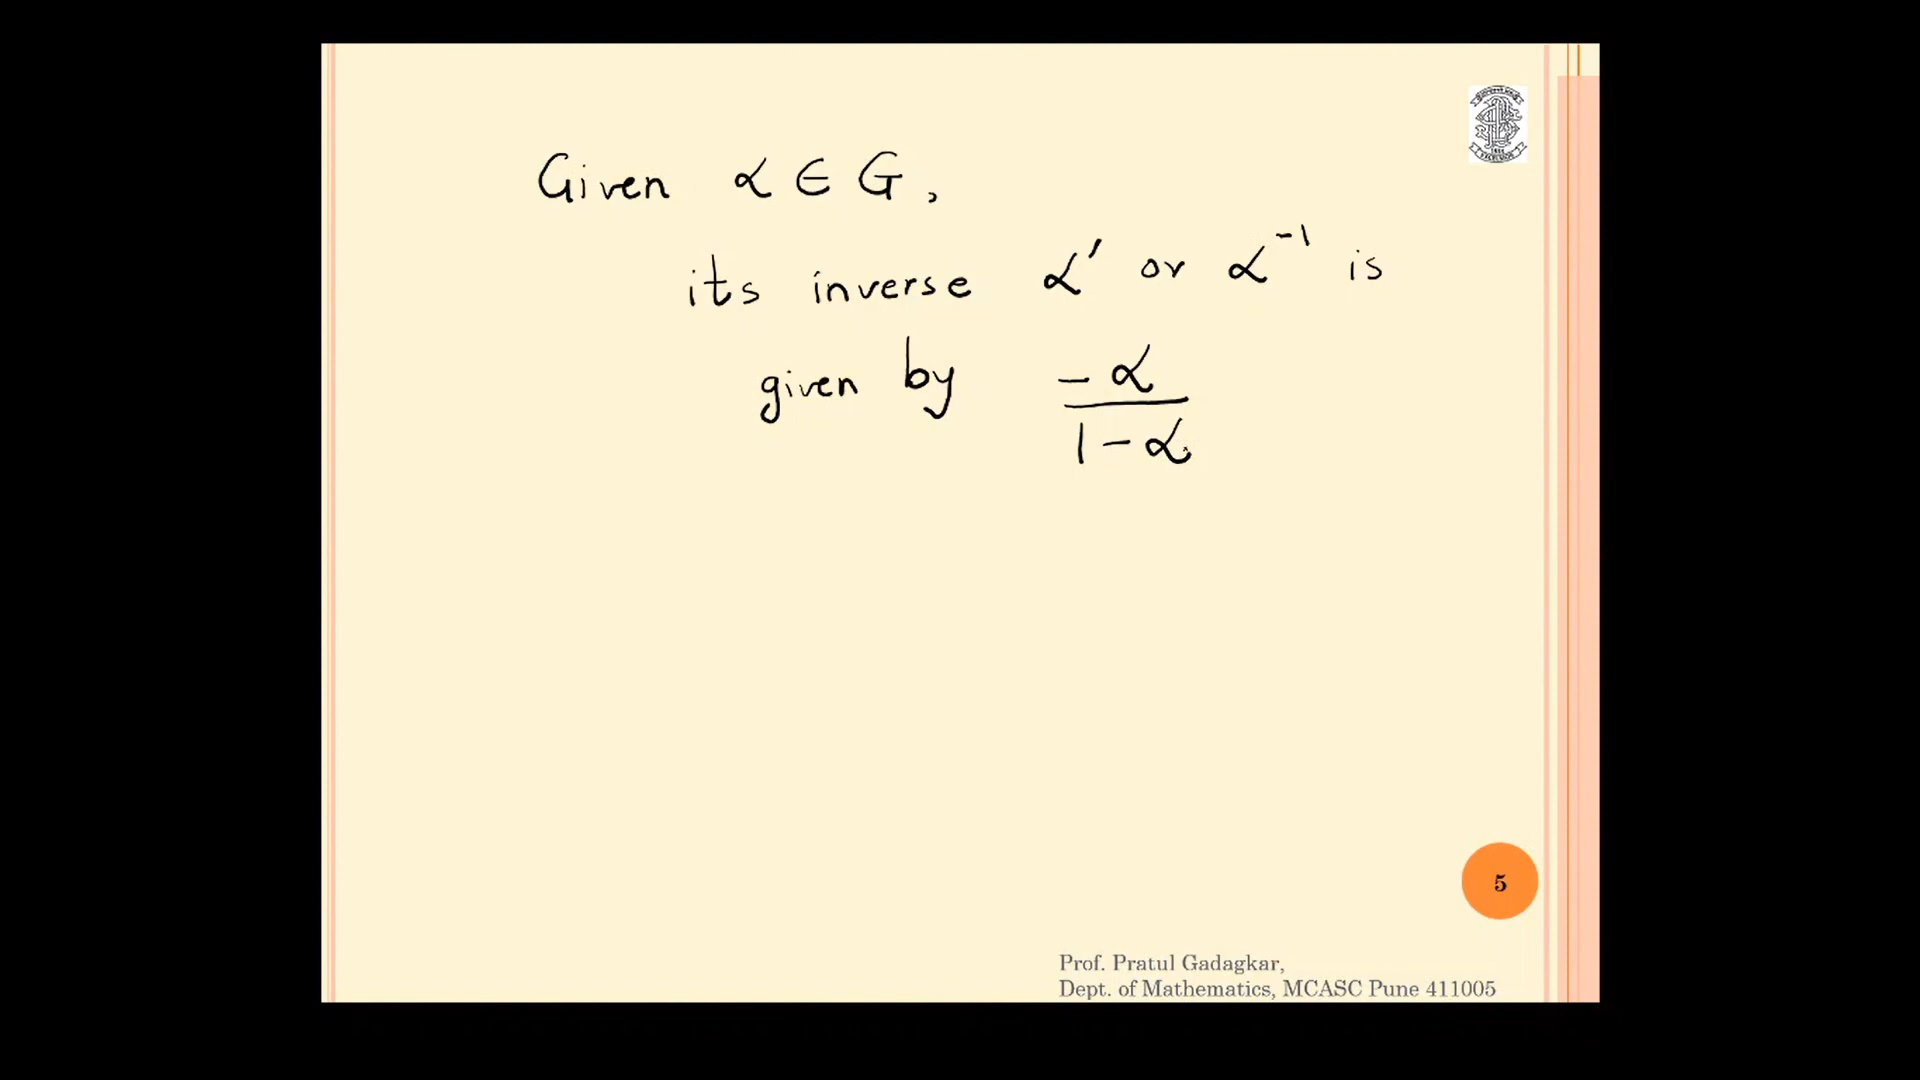 Given α ∈ G,
its inverse α' or α⁻¹ is
given by -α
1-α
5
Prof. Pratul Gadagkar,
Dept. of Mathematics, MCASC Pune 411005